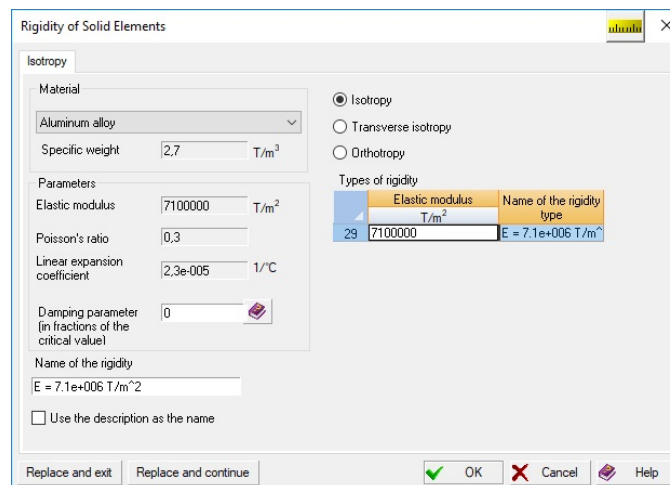 Rigidity of Solid Elements
Isotropy
Material
Aluminum alloy
Specific weight 2,7 T/m³
Parameters
Elastic modulus 7100000 T/m²
Poisson's ratio 0,3
Linear expansion
coefficient 2,3e-005 1/°C
Damping parameter 0
(in fractions of the
critical value)
Name of the rigidity
E = 7.1e+006 T/m^2
Use the description as the name
Isotropy
Transverse isotropy
Orthotropy
Types of rigidity
Elastic modulus Name of the rigidity
T/m² type
29 7100000 E = 7.1e+006 T/m^
Replace and exit Replace and continue OK Cancel Help